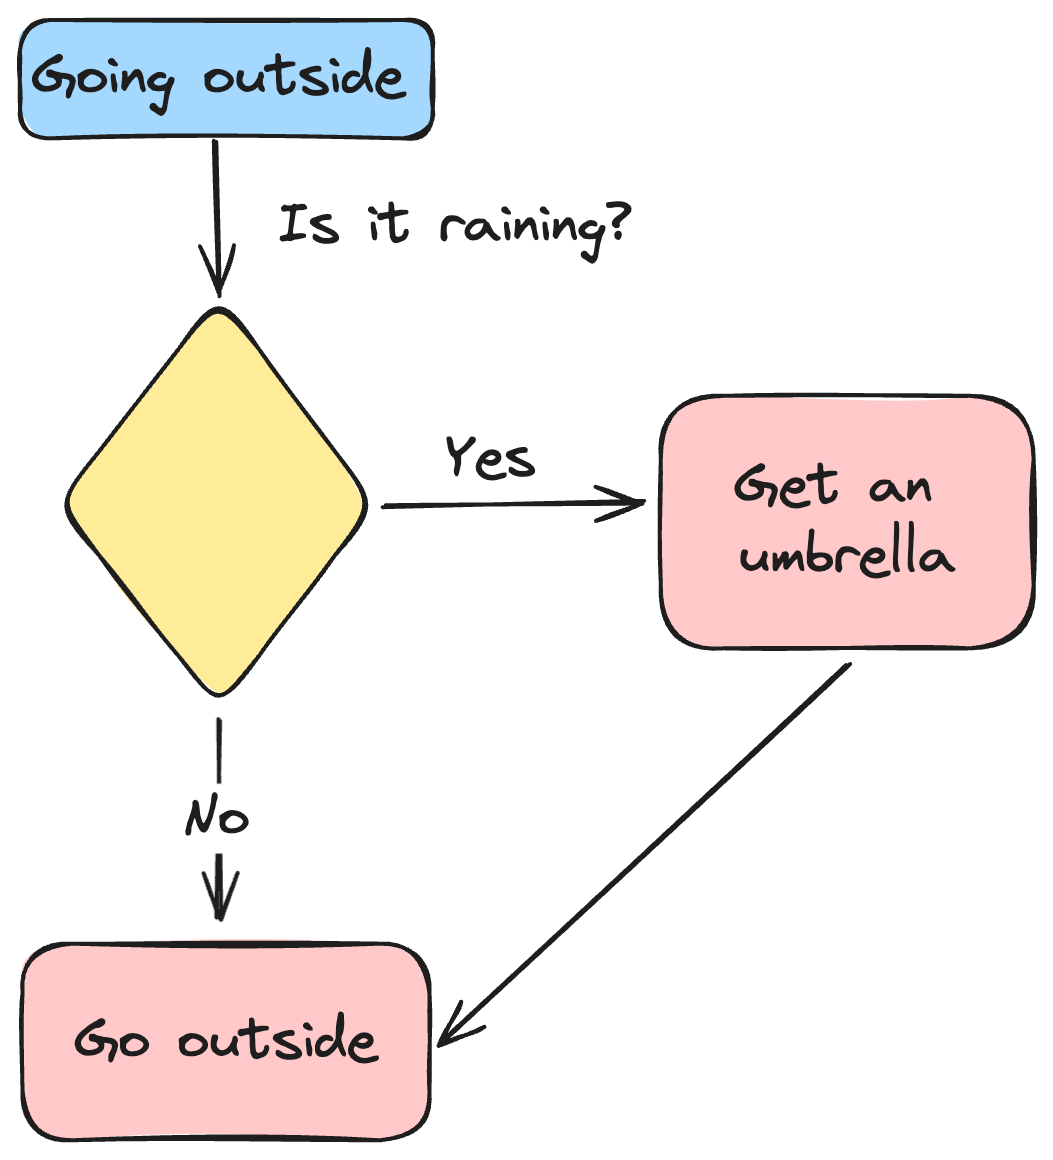 Going outside
Is it raining?
Yes
Get an
umbrella
No
Go outside